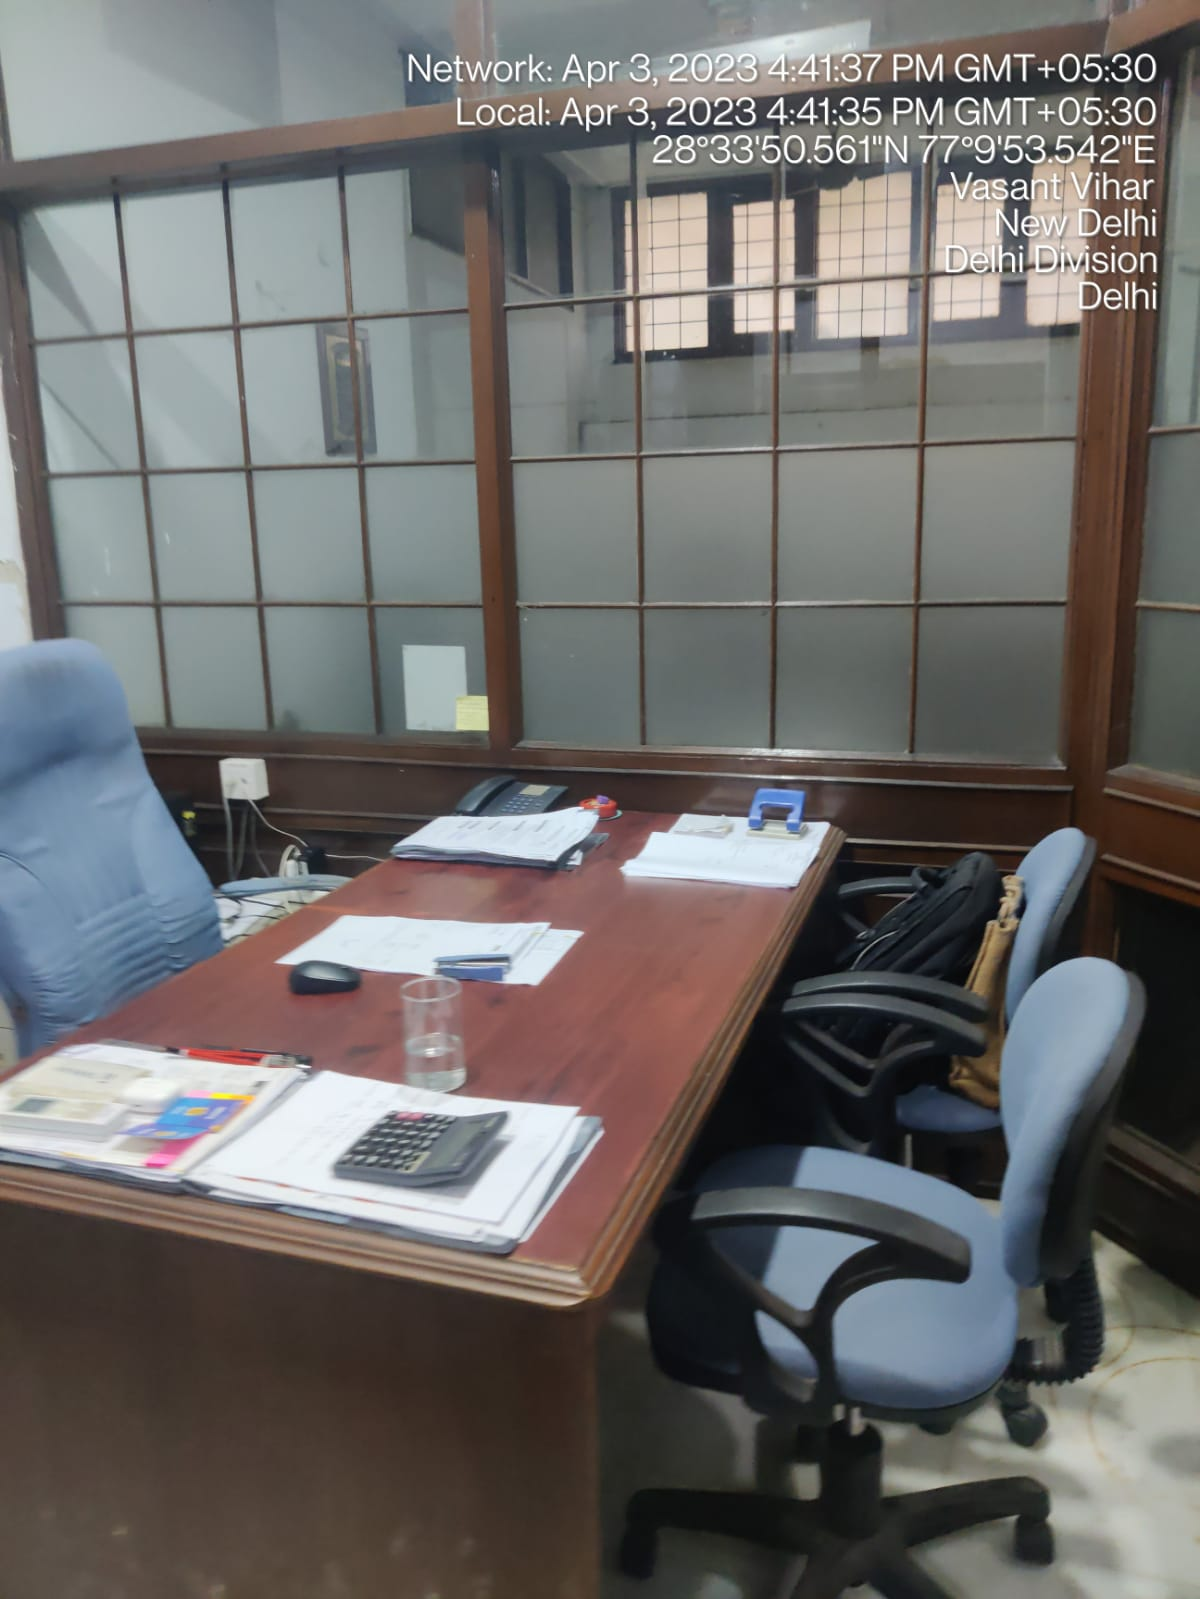 Network: Apr 3, 2023 4:41:37 PM GMT+05:30
Local: Apr 3, 2023 4:41:35 PM GMT+05:30
28°33'50.561"N 77°9'53.542"E
Vasant Vihar
New Delhi
Delhi Division
Delhi